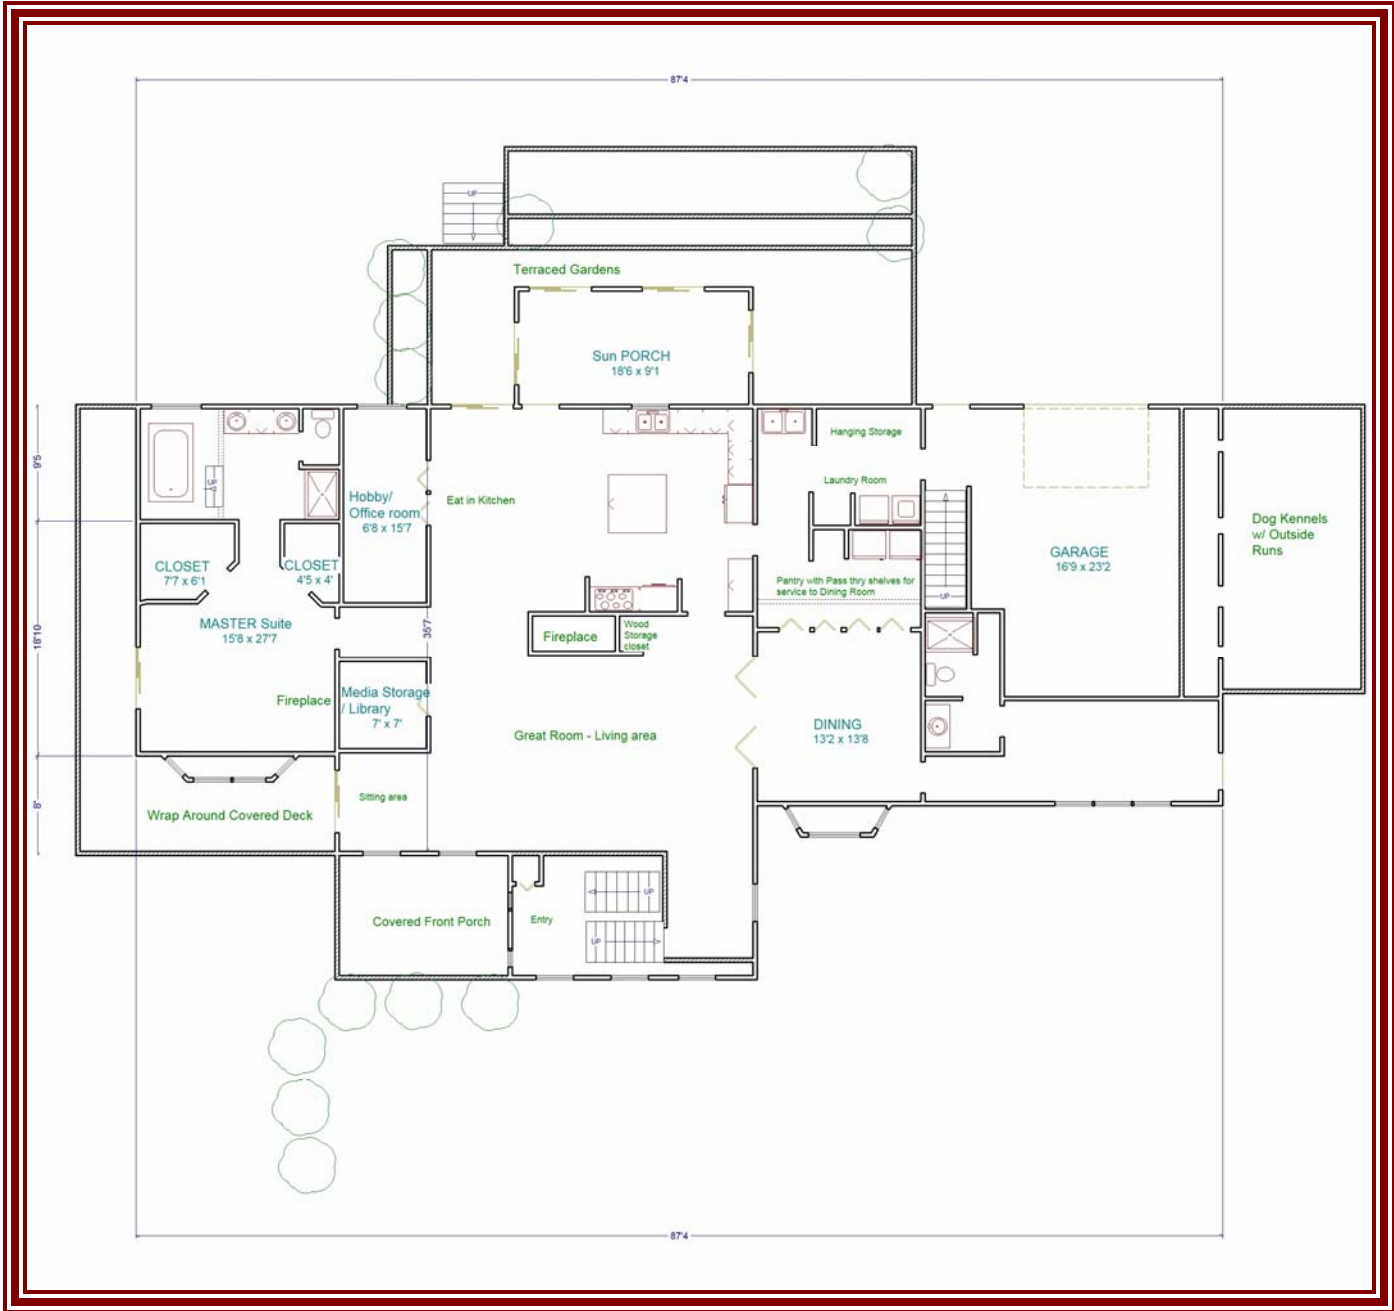 87'4
UP
Terraced Gardens
Sun PORCH
18'6 x 9'1
9'5
UP
Hobby/
Office room
6'8 x 15'7
Eat in Kitchen
Hanging Storage
Laundry Room
Dog Kennels
w/ Outside
Runs
GARAGE
16'9 x 23'2
CLOSET
7'7 x 6'1
CLOSET
4'5 x 4'
Pantry with Pass thry shelves for
service to Dining Room
UP
MASTER Suite
15'8 x 27'7
18'10
35'7
Fireplace
Wood
Storage
closet
Fireplace
Media Storage
/ Library
7' x 7'
Great Room - Living area
DINING
13'2 x 13'8
8'
Sitting area
Wrap Around Covered Deck
UP
Covered Front Porch
Entry
UP
87'4